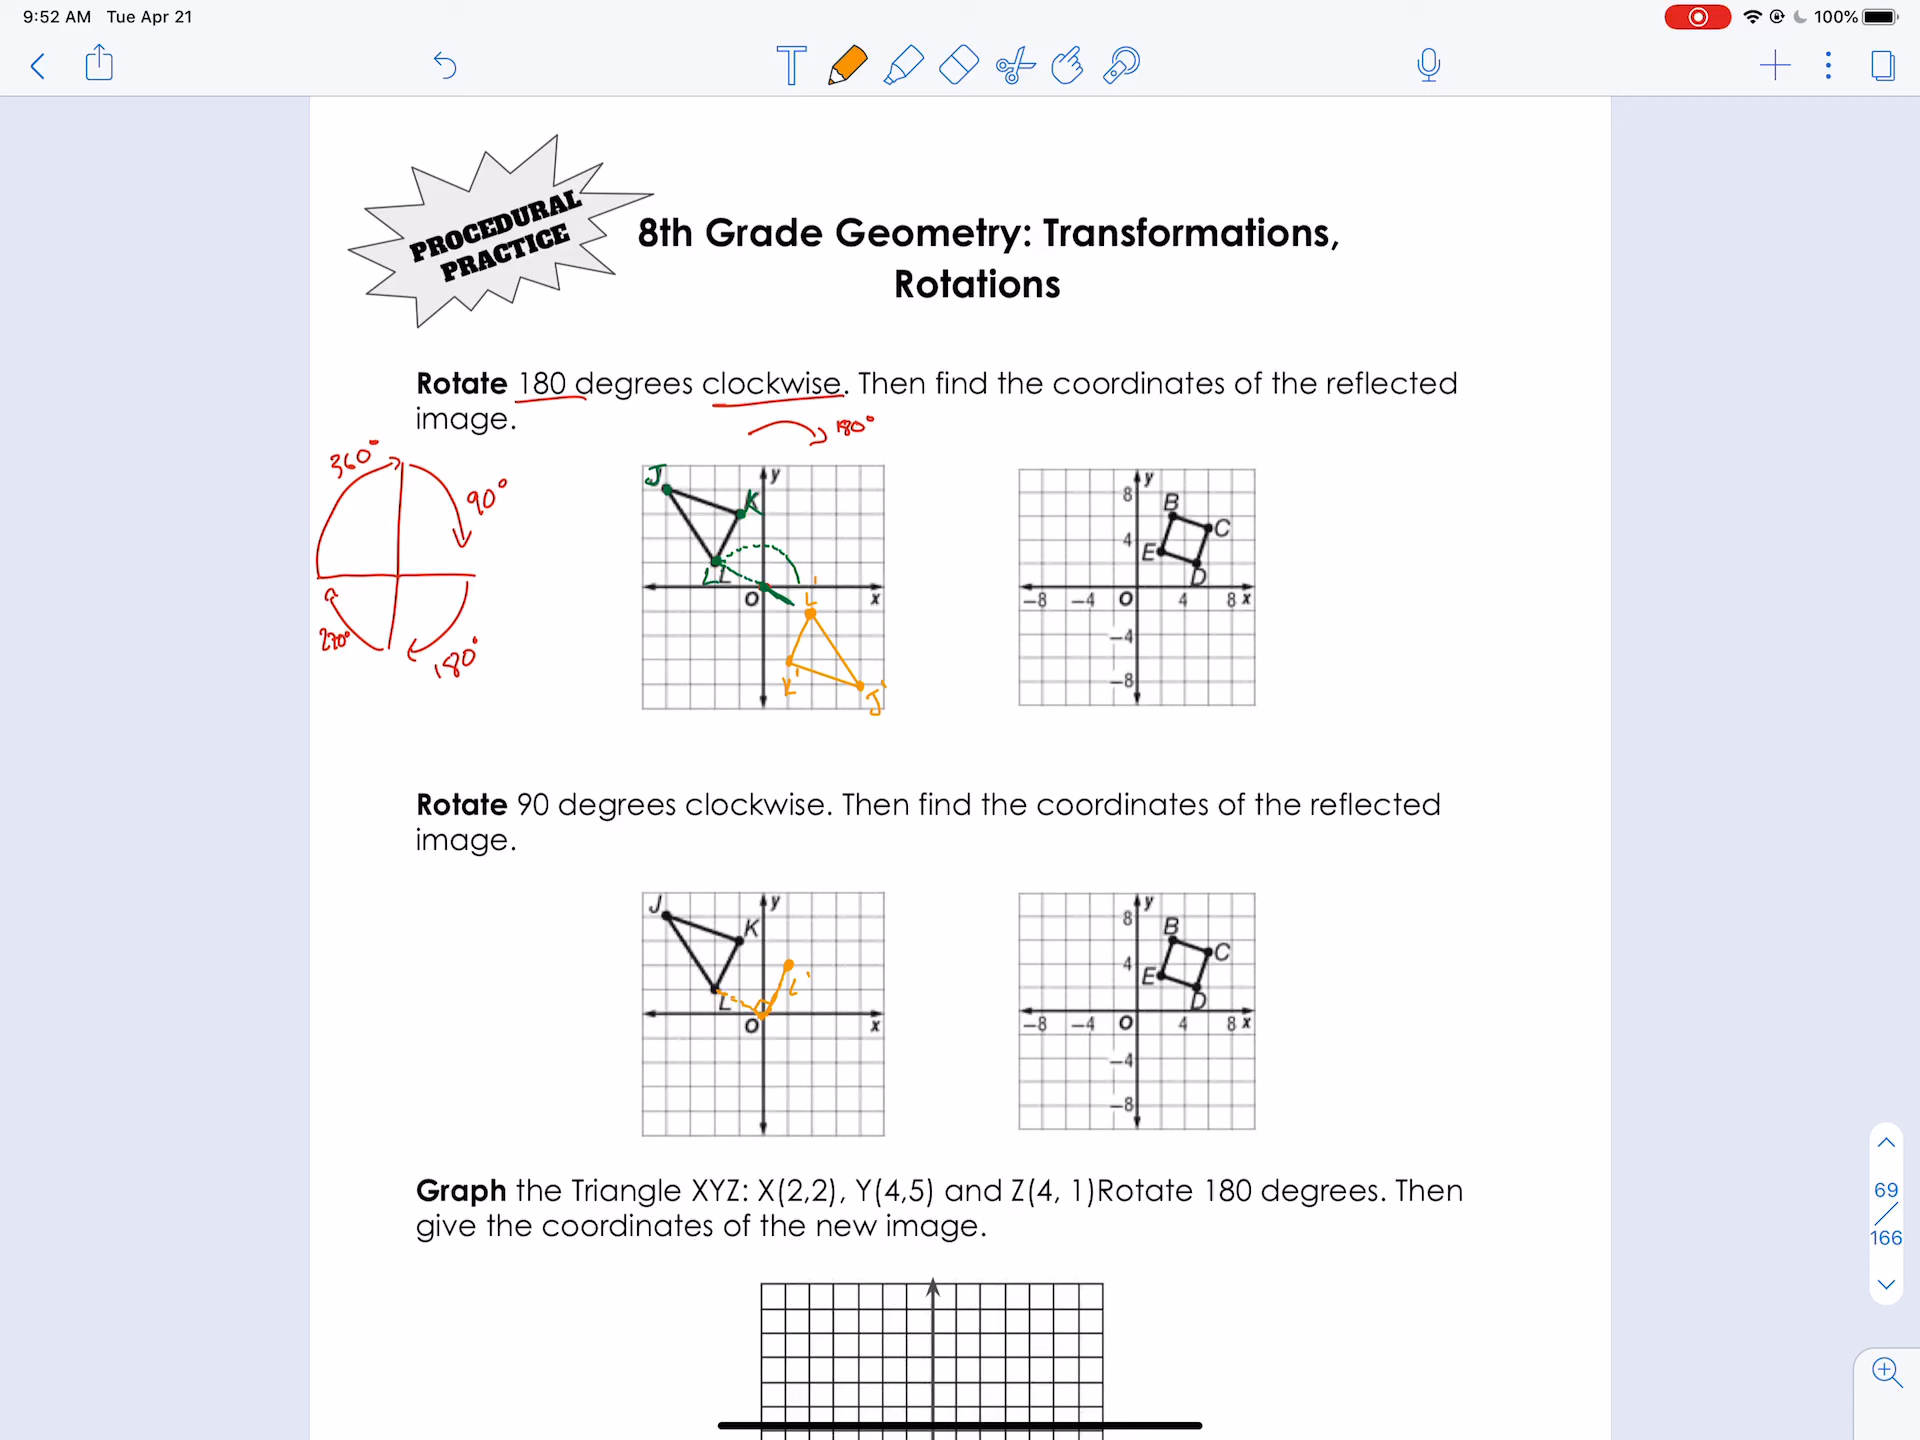 9:52 AM Tue Apr 21
100%
PROCEDURAL
PRACTICE
8th Grade Geometry: Transformations,
Rotations
Rotate 180 degrees clockwise. Then find the coordinates of the reflected
image.
180°
360°
90°
270°
180°
J
K
L
L
y
x
O
L'
K'
J'
y
8
4
B
C
E
D
-8 -4 O 4 8 x
-4
-8
Rotate 90 degrees clockwise. Then find the coordinates of the reflected
image.
J
K
L
y
x
O
L'
y
8
4
B
C
E
D
-8 -4 O 4 8 x
-4
-8
Graph the Triangle XYZ: X(2,2), Y(4,5) and Z(4, 1)Rotate 180 degrees. Then
give the coordinates of the new image.
69
166